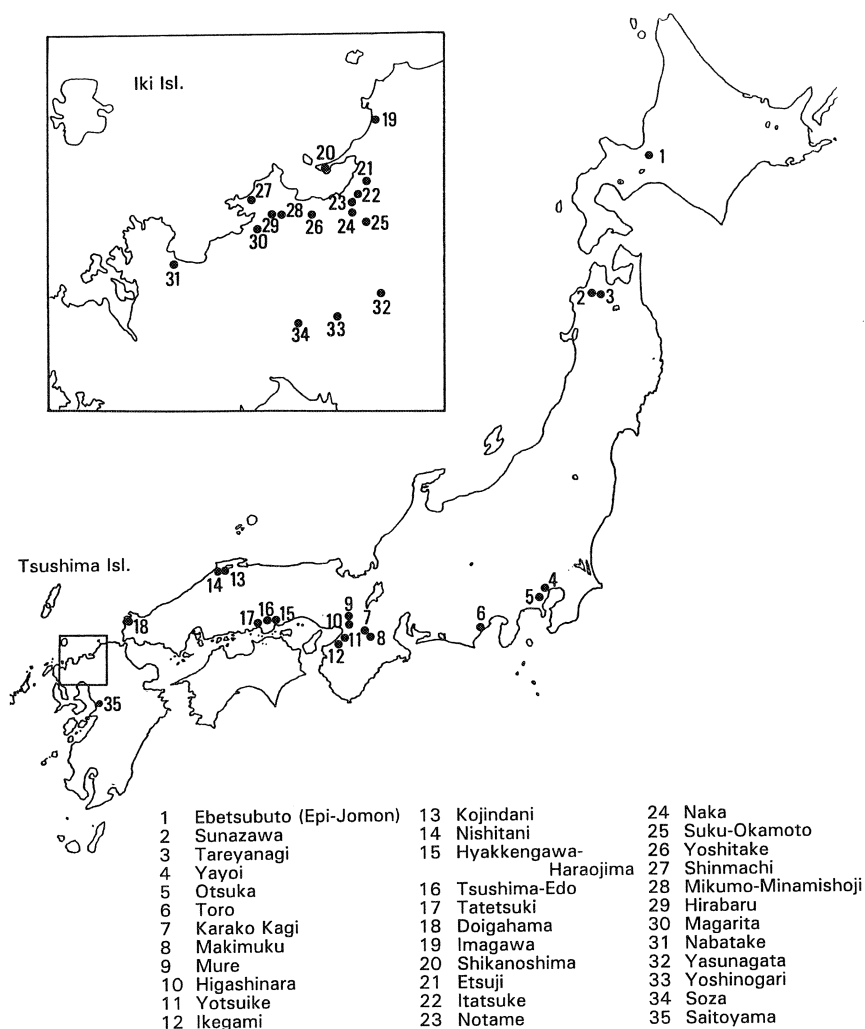 Iki Isl.
19
20
21
27
22
23
28
29
26
24
25
30
31
32
33
34
1
2
3
Tsushima Isl.
14
13
4
5
9
18
17
16
15
10
7
6
11
8
12
35
1 Ebetsubuto (Epi-Jomon)
2 Sunazawa
3 Tareyanagi
4 Yayoi
5 Otsuka
6 Toro
7 Karako Kagi
8 Makimuku
9 Mure
10 Higashinara
11 Yotsuike
12 Ikegami
13 Kojindani
14 Nishitani
15 Hyakkengawa-
Haraojima
16 Tsushima-Edo
17 Tatetsuki
18 Doigahama
19 Imagawa
20 Shikanoshima
21 Etsuji
22 Itatsuke
23 Notame
24 Naka
25 Suku-Okamoto
26 Yoshitake
27 Shinmachi
28 Mikumo-Minamishoji
29 Hirabaru
30 Magarita
31 Nabatake
32 Yasunagata
33 Yoshinogari
34 Soza
35 Saitoyama